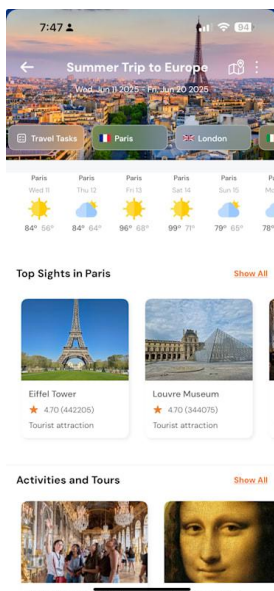 7:47
94
Summer Trip to Europe
Wed, Jun 11 2025 - Fri, Jun 20 2025
Travel Tasks
Paris
London
Paris Paris Paris Paris Paris
Wed 11 Thu 12 Fri 13 Sat 14 Sun 15
84° 56° 84° 64° 96° 68° 99° 71° 79° 65° 78°
Top Sights in Paris Show All
Eiffel Tower Louvre Museum
4.70 (442205) 4.70 (344075)
Tourist attraction Tourist attraction
Activities and Tours Show All